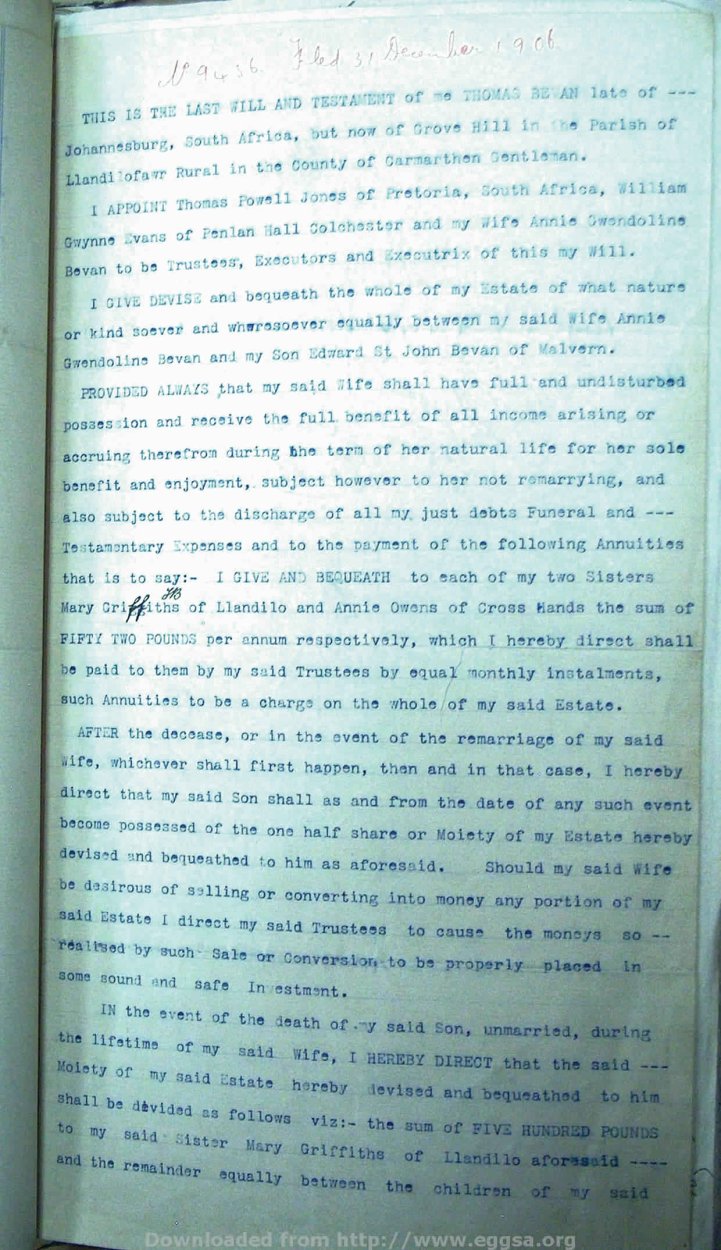 No 9436 Filed 31 December 1906
THIS IS THE LAST WILL AND TESTAMENT of me THOMAS BEVAN late of ---
Johannesburg, South Africa, but now of Grove Hill in the Parish of
Llandilofawr Rural in the County of Carmarthen Gentleman.
I APPOINT Thomas Powell Jones of Pretoria, South Africa, William
Gwynne Evans of Penlan Hall Colchester and my Wife Annie Gwendoline
Bevan to be Trustees, Executors and Executrix of this my Will.
I GIVE DEVISE and bequeath the whole of my Estate of what nature
or kind soever and wheresoever equally between my said Wife Annie
Gwendoline Bevan and my Son Edward St John Bevan of Malvern.
PROVIDED ALWAYS that my said Wife shall have full and undisturbed
possession and receive the full benefit of all income arising or
accruing therefrom during the term of her natural life for her sole
benefit and enjoyment, subject however to her not remarrying, and
also subject to the discharge of all my just debts Funeral and ---
Testamentary Expenses and to the payment of the following Annuities
that is to say:- I GIVE AND BEQUEATH to each of my two Sisters
Mary Griffiths of Llandilo and Annie Owens of Cross Hands the sum of
FIFTY TWO POUNDS per annum respectively, which I hereby direct shall
be paid to them by my said Trustees by equal monthly instalments,
such Annuities to be a charge on the whole of my said Estate.
AFTER the decease, or in the event of the remarriage of my said
Wife, whichever shall first happen, then and in that case, I hereby
direct that my said Son shall as and from the date of any such event
become possessed of the one half share or Moiety of my Estate hereby
devised and bequeathed to him as aforesaid. Should my said Wife
be desirous of selling or converting into money any portion of my
said Estate I direct my said Trustees to cause the moneys so --
realised by such Sale or Conversion to be properly placed in
some sound and safe Investment.
IN the event of the death of my said Son, unmarried, during
the lifetime of my said Wife, I HEREBY DIRECT that the said ---
Moiety of my said Estate hereby devised and bequeathed to him
shall be divided as follows viz:- the sum of FIVE HUNDRED POUNDS
to my said Sister Mary Griffiths of Llandilo aforesaid ----
and the remainder equally between the children of my said
Downloaded from http://www.eggsa.org